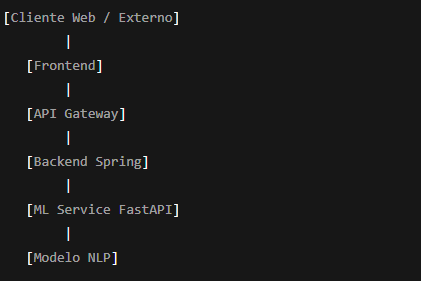 [Cliente Web / Externo]
|
[Frontend]
|
[API Gateway]
|
[Backend Spring]
|
[ML Service FastAPI]
|
[Modelo NLP]